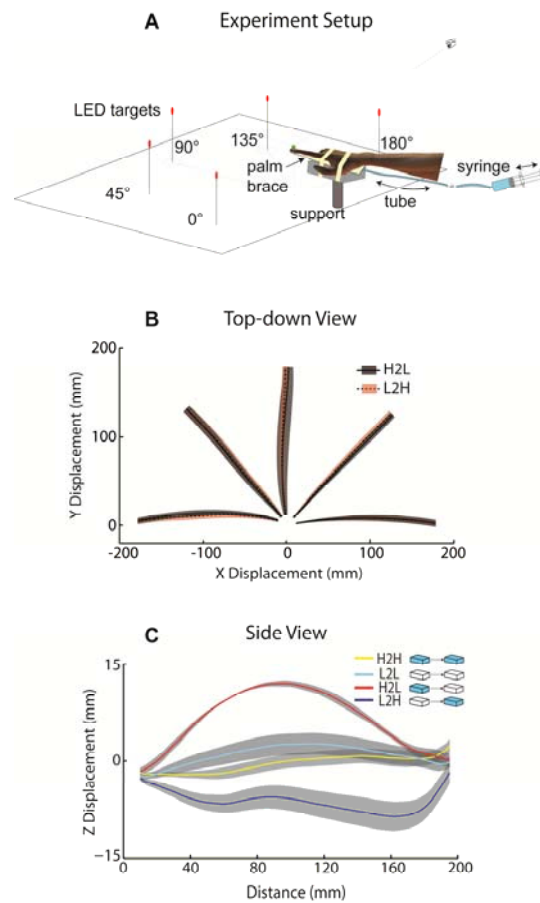 A Experiment Setup
LED targets
90°
135°
180°
45°
0°
palm
brace
support
syringe
tube
B Top-down View
200
100
0
Y Displacement (mm)
H2L
L2H
-200 -100 0 100 200
X Displacement (mm)
C Side View
15
0
−15
Z Displacement (mm)
H2H
L2L
H2L
L2H
0 40 80 120 160 200
Distance (mm)